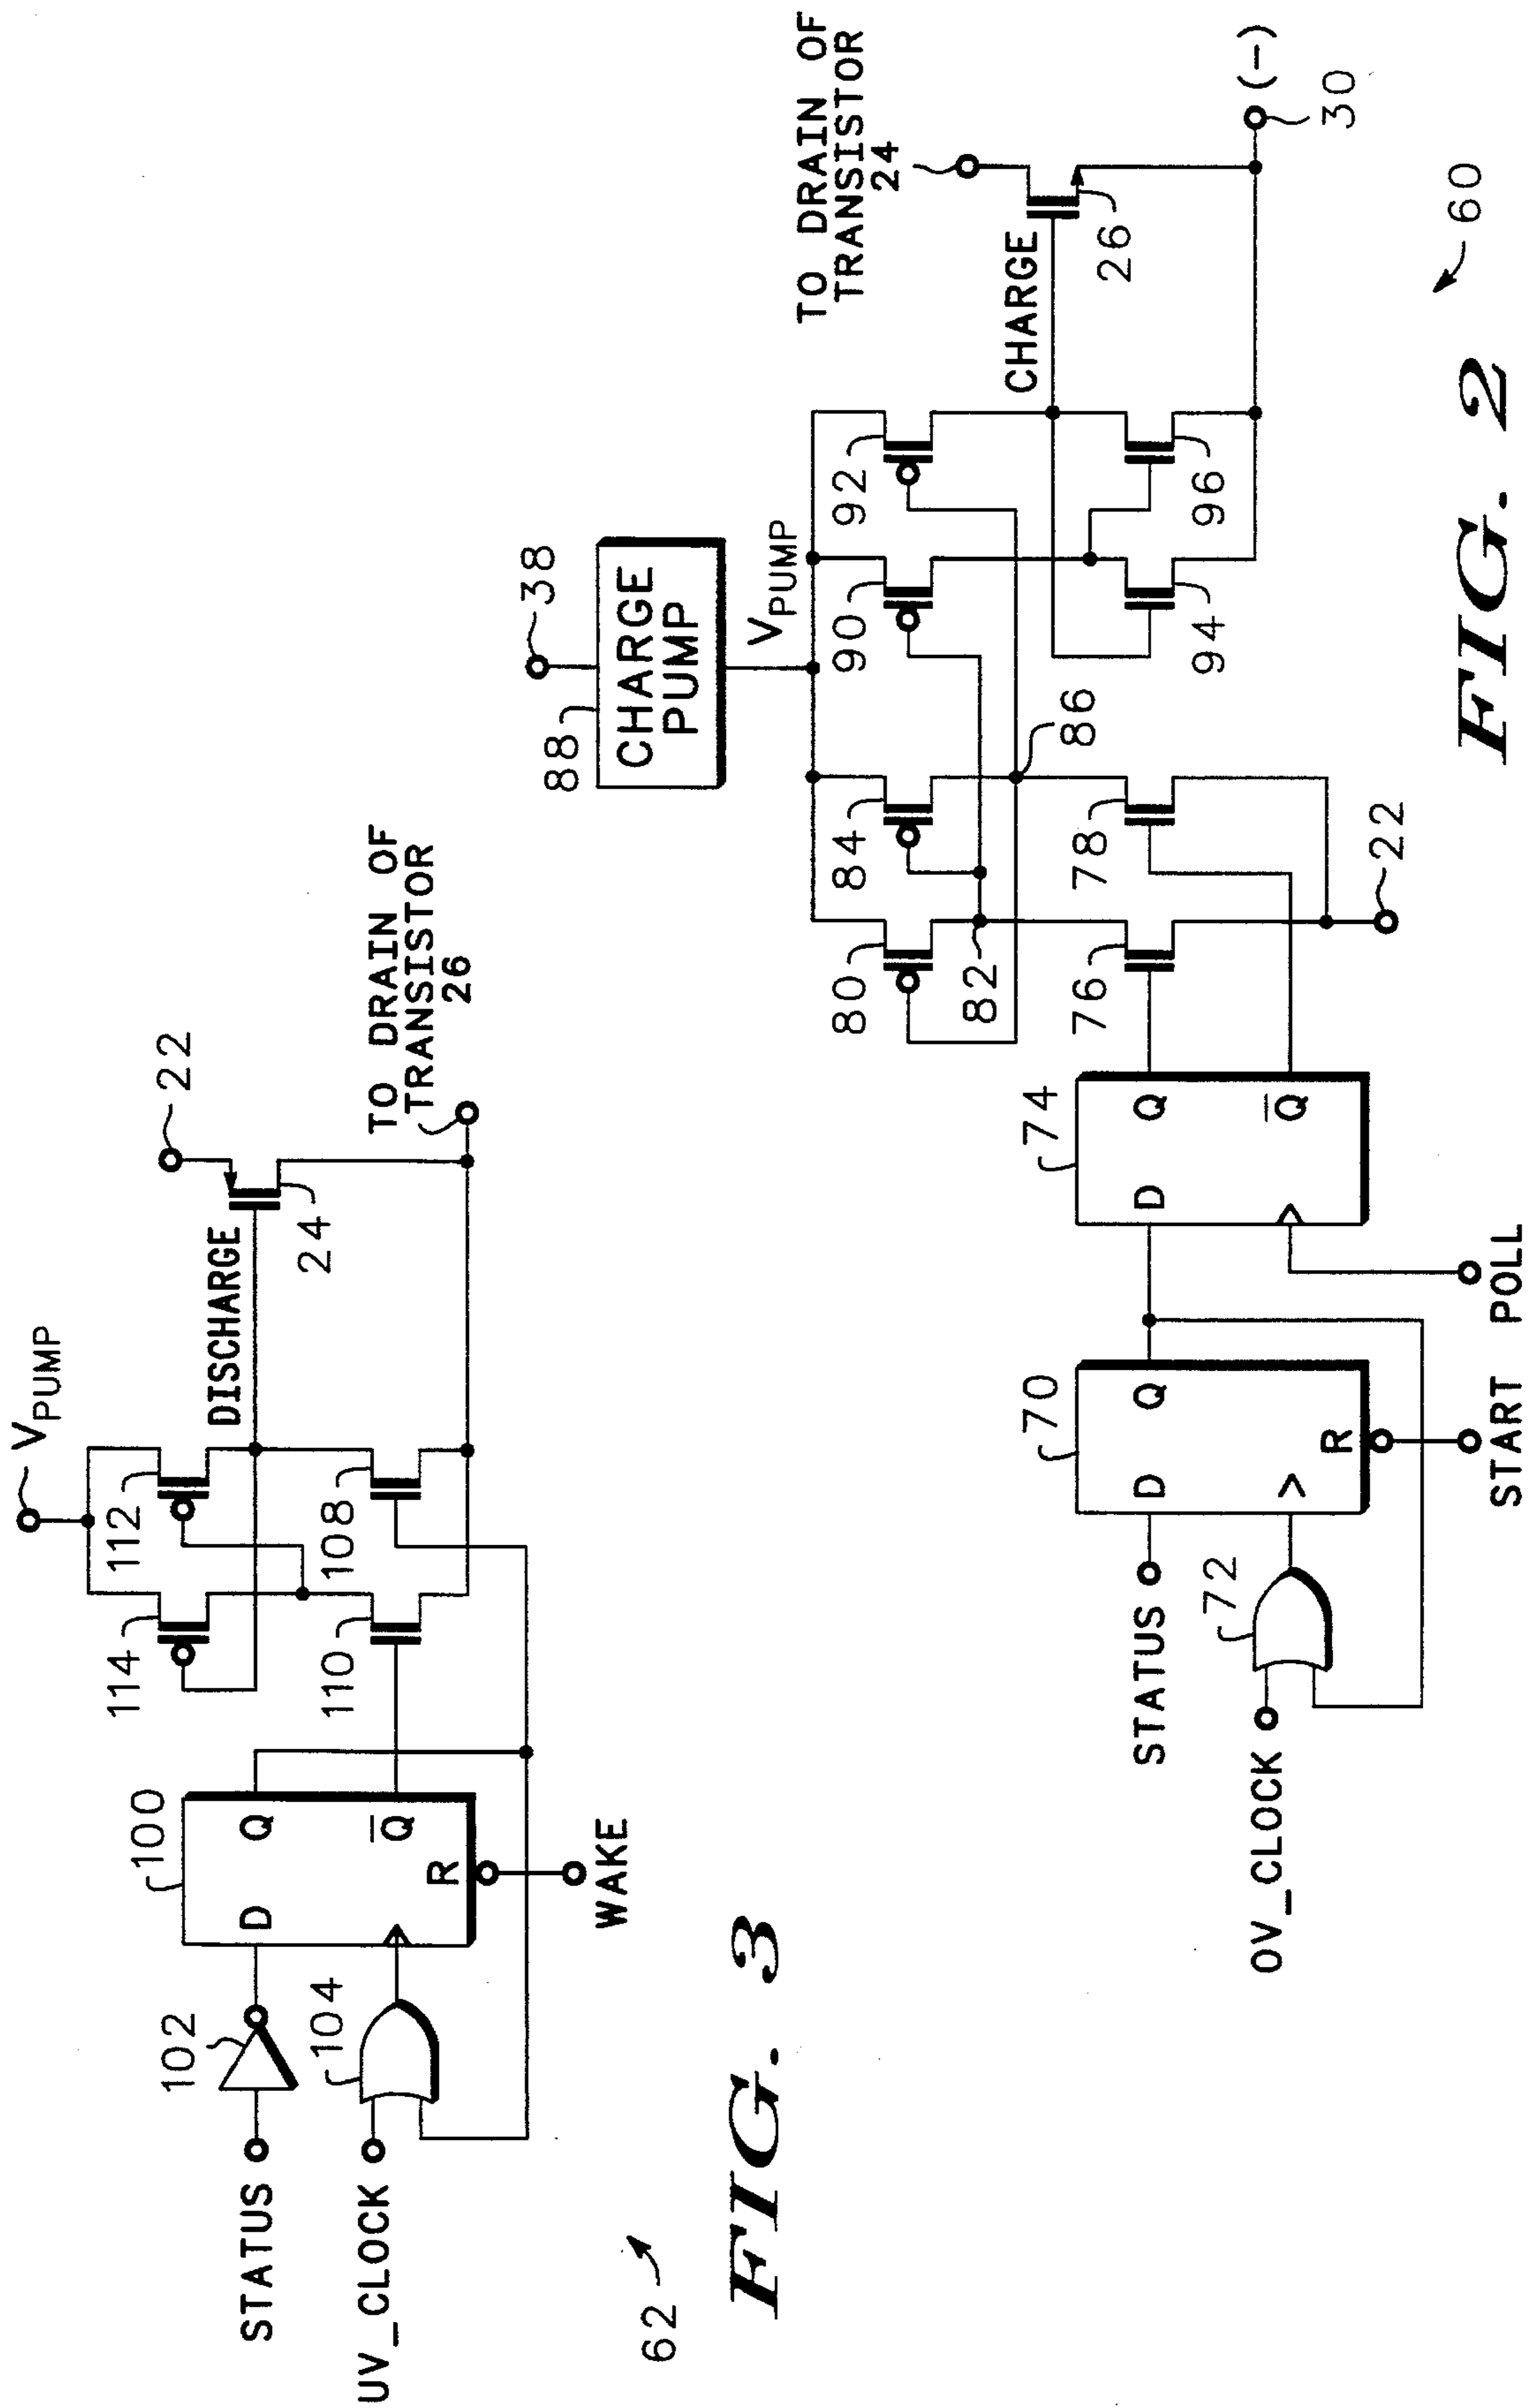 V_PUMP
114
112
DISCHARGE
22
24
TO DRAIN OF
TRANSISTOR
26
110
108
100
D
Q
Q̅
R
WAKE
102
104
STATUS
UV_CLOCK
62
FIG. 3
38
CHARGE
PUMP
88
V_PUMP
80
84
90
92
82
86
76
78
94
96
22
CHARGE
TO DRAIN OF
TRANSISTOR
24
26
(-)
30
STATUS
OV_CLOCK
72
70
D
Q
>
R
START
74
D
Q
Q̅
POLL
60
FIG. 2